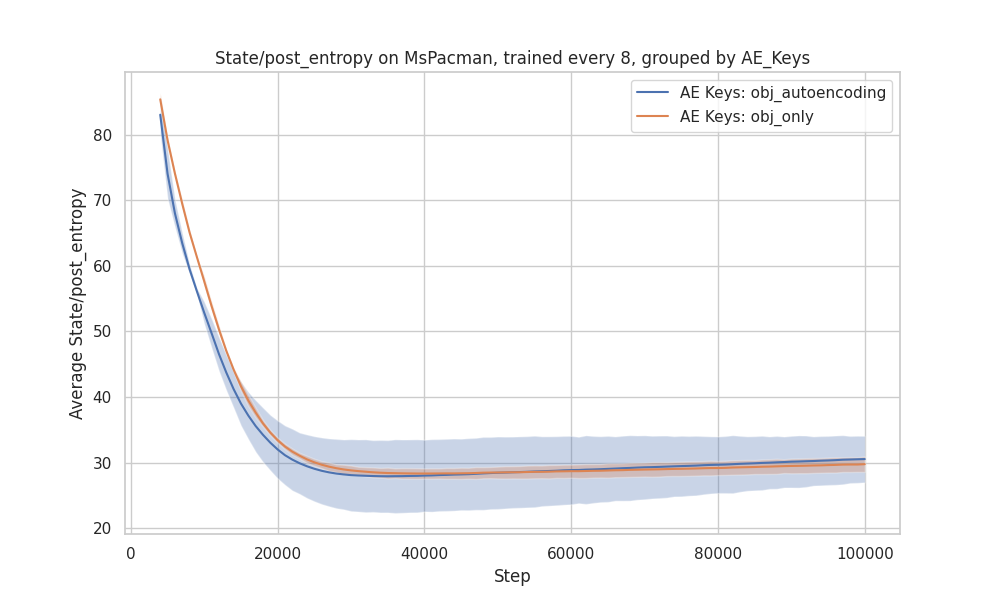 State/post_entropy on MsPacman, trained every 8, grouped by AE_Keys
AE Keys: obj_autoencoding
AE Keys: obj_only
Average State/post_entropy
80
70
60
50
40
30
20
0 20000 40000 60000 80000 100000
Step